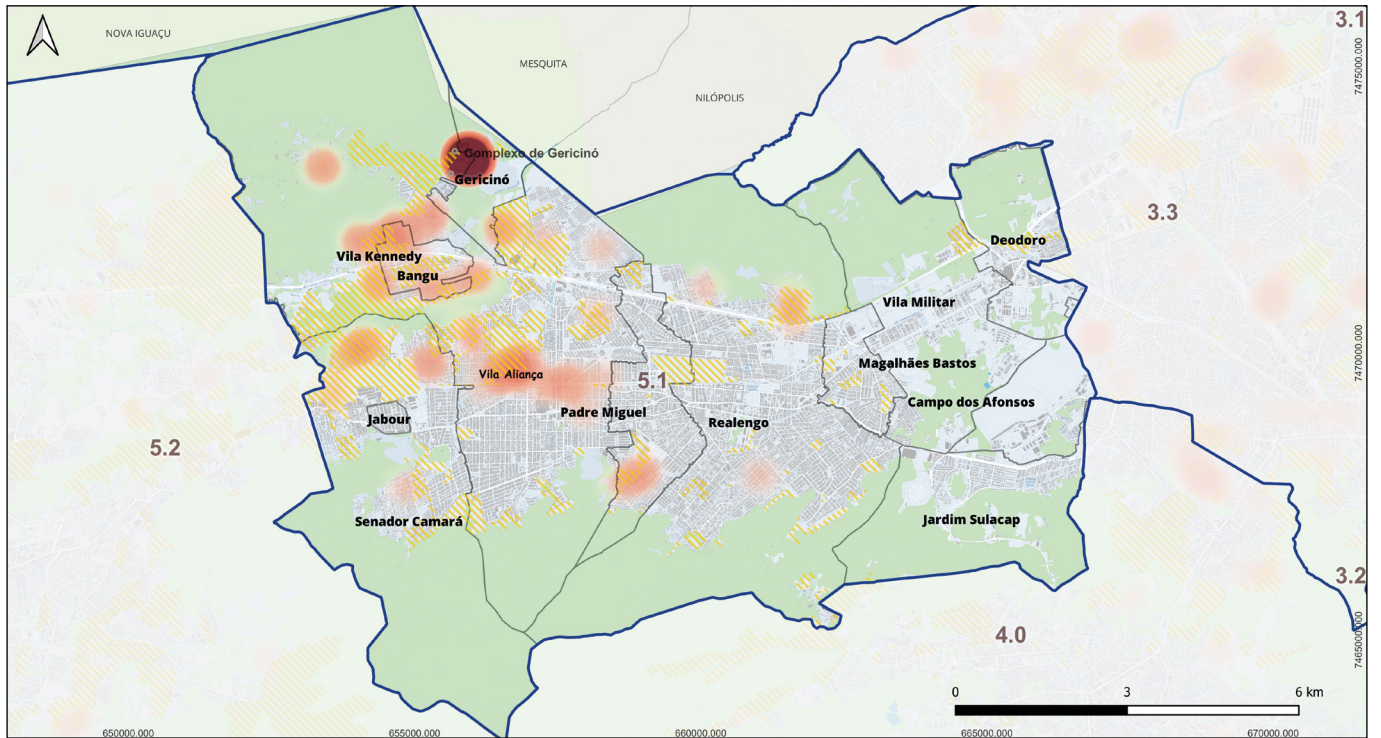 3.1
NOVA IGUAÇU
MESQUITA
NILÓPOLIS
7475000.000
Complexo de Gericinó
Gericinó
3.3
Deodoro
Vila Kennedy
Bangu
Vila Militar
7470000.000
Magalhães Bastos
Vila Aliança
5.1
Campo dos Afonsos
Padre Miguel
Jabour
Realengo
5.2
Senador Camará
Jardim Sulacap
3.2
4.0
7465000.000
0 3 6 km
650000.000 655000.000 660000.000 665000.000 670000.000